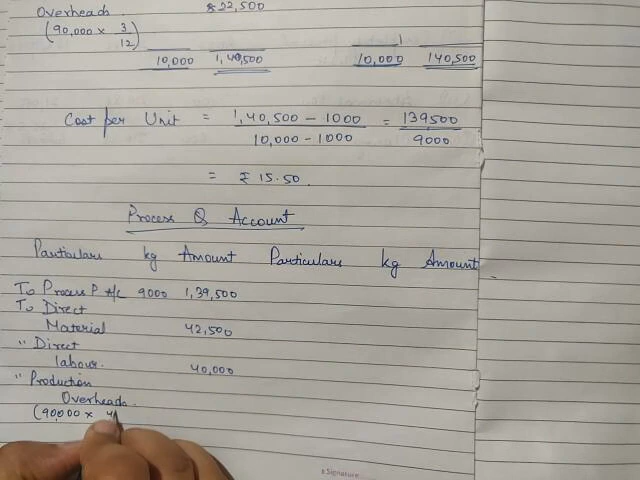 Overheads 22,500
(90,000 × 3/12)
10,000 1,40,500 10,000 140,500
Cost per Unit = 1,40,500 – 1000 / 10,000 – 1000 = 139500 / 9000
= ₹ 15.50.
Process Q Account
Particulars kg Amount Particulars kg Amount
To Process P A/c 9000 1,39,500
To Direct
Material 42,500
" Direct
labour. 40,000
" Production
Overheads.
(90,000 × 4
Signature